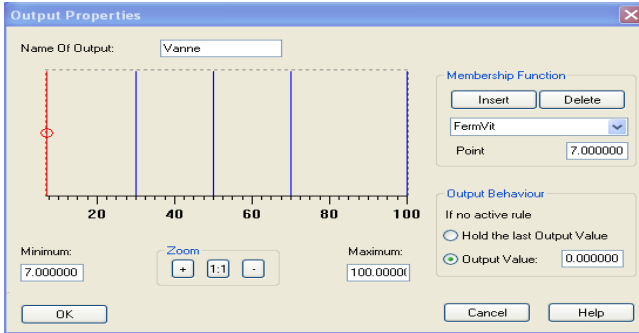 Output Properties
Name Of Output: Vanne
Membership Function
Insert Delete
FermVit
Point 7.000000
20 40 60 80 100
Output Behaviour
If no active rule
Hold the last Output Value
Output Value: 0.000000
Minimum: Zoom Maximum:
7.000000 + 1:1 - 100.00000
OK Cancel Help